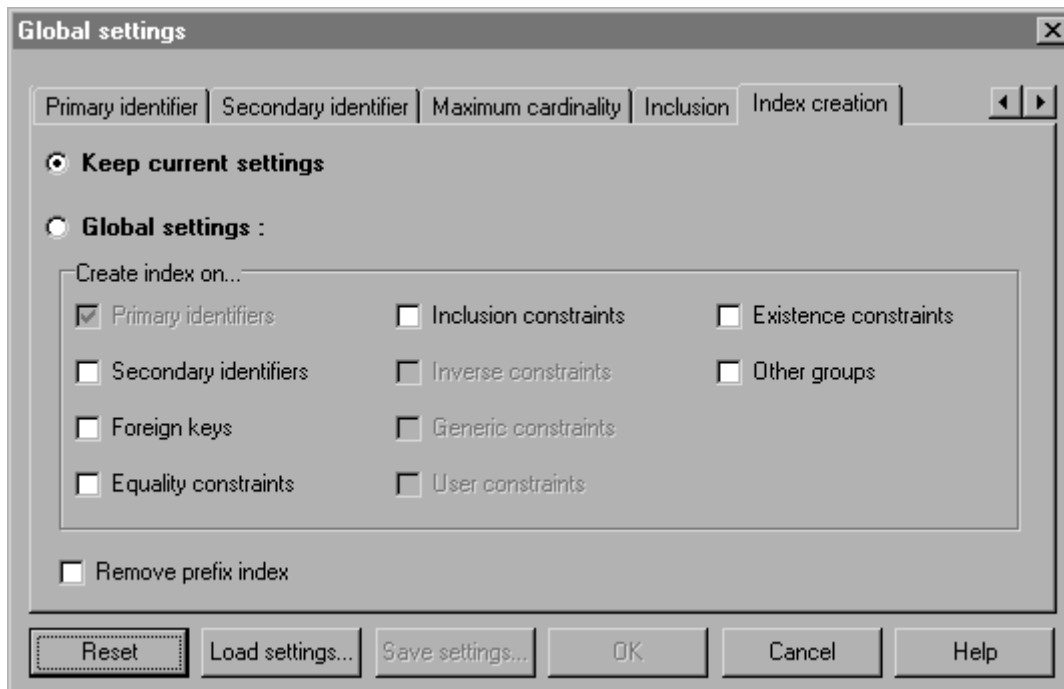 Global settings
Primary identifier Secondary identifier Maximum cardinality Inclusion Index creation
Keep current settings
Global settings :
Create index on...
Primary identifiers Inclusion constraints Existence constraints
Secondary identifiers Inverse constraints Other groups
Foreign keys Generic constraints
Equality constraints User constraints
Remove prefix index
Reset Load settings... Save settings... OK Cancel Help